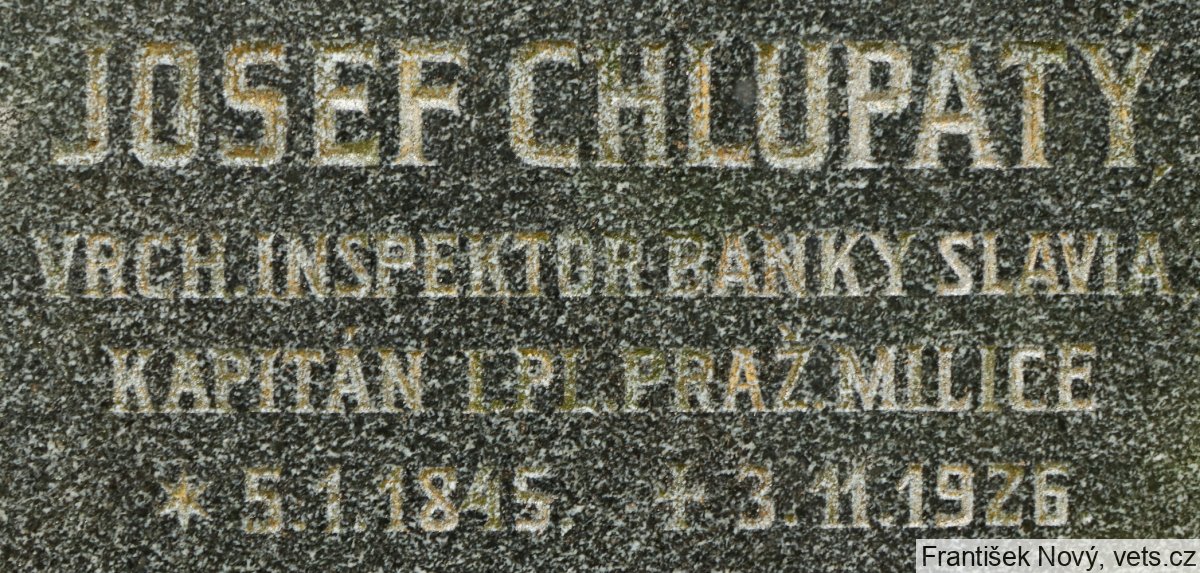 JOSEF CHLUPATÝ
VRCH. INSPEKTOR BANKY SLAVIA
KAPITÁN I. PL. PRAŽ. MILICE
* 5. 1. 1845. † 3. 11. 1926
František Nový, vets.cz